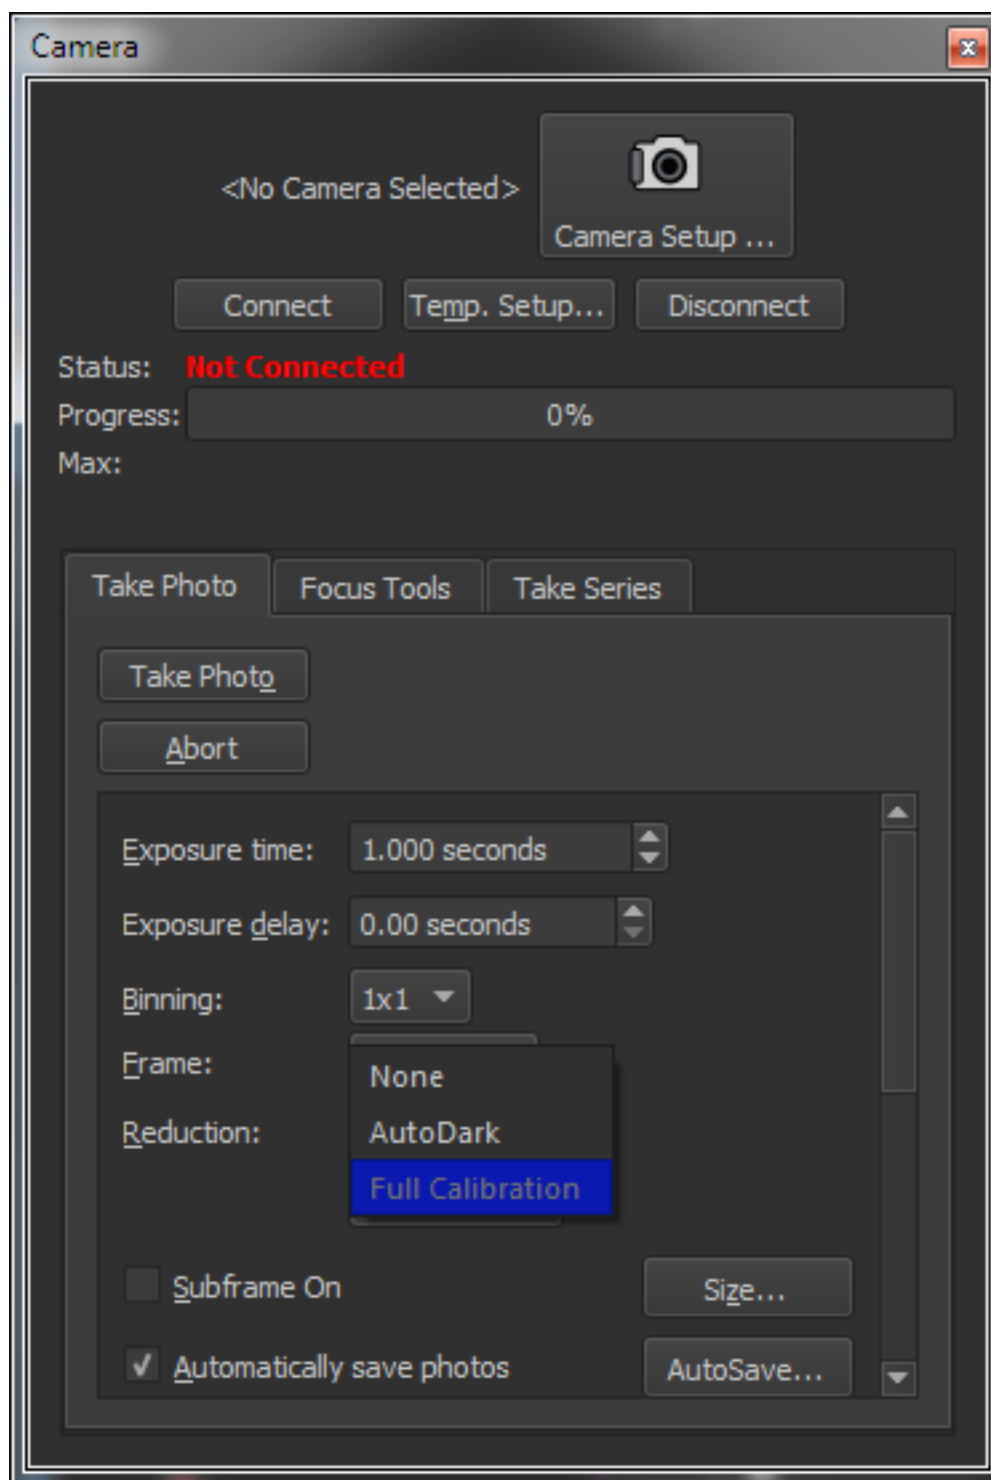 Camera
<No Camera Selected>
Camera Setup ...
Connect
Temp. Setup...
Disconnect
Status: Not Connected
Progress: 0%
Max:
Take Photo
Focus Tools
Take Series
Take Photo
Abort
Exposure time: 1.000 seconds
Exposure delay: 0.00 seconds
Binning: 1x1
Frame:
None
Reduction: AutoDark
Full Calibration
Subframe On
Size...
Automatically save photos
AutoSave...